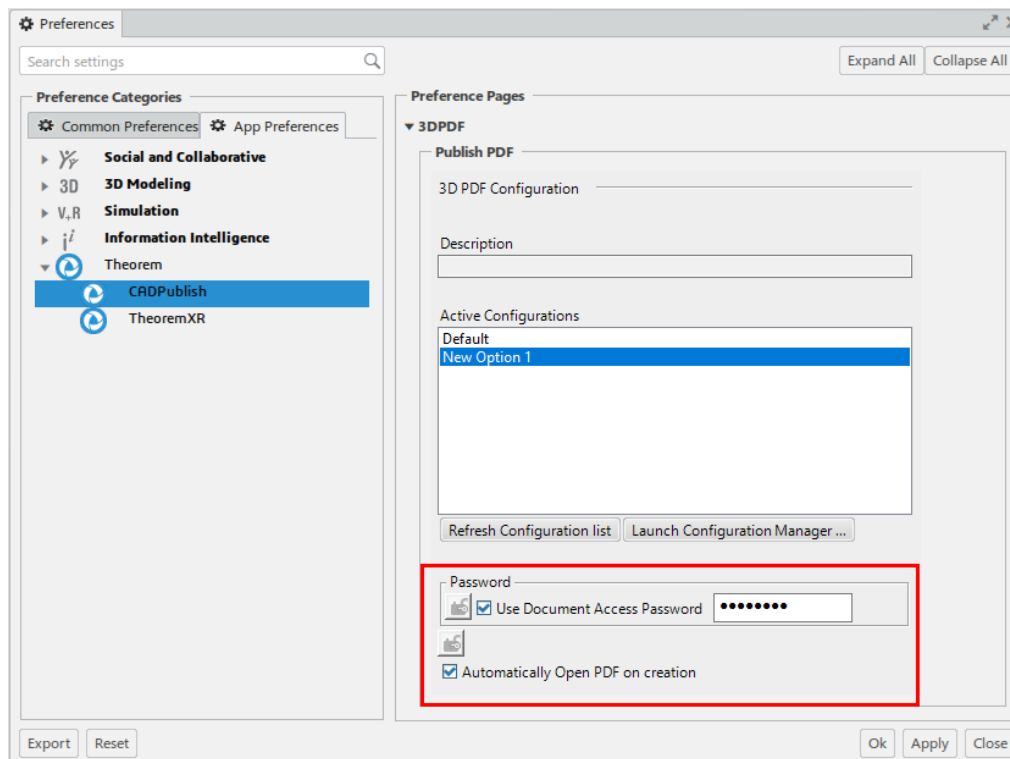 Preferences
Search settings
Expand All
Collapse All
Preference Categories
Common Preferences
App Preferences
Social and Collaborative
3D
3D Modeling
V+R
Simulation
i i
Information Intelligence
Theorem
CADPublish
TheoremXR
Preference Pages
3DPDF
Publish PDF
3D PDF Configuration
Description
Active Configurations
Default
New Option 1
Refresh Configuration list
Launch Configuration Manager ...
Password
Use Document Access Password
••••••••
Automatically Open PDF on creation
Export
Reset
Ok
Apply
Close